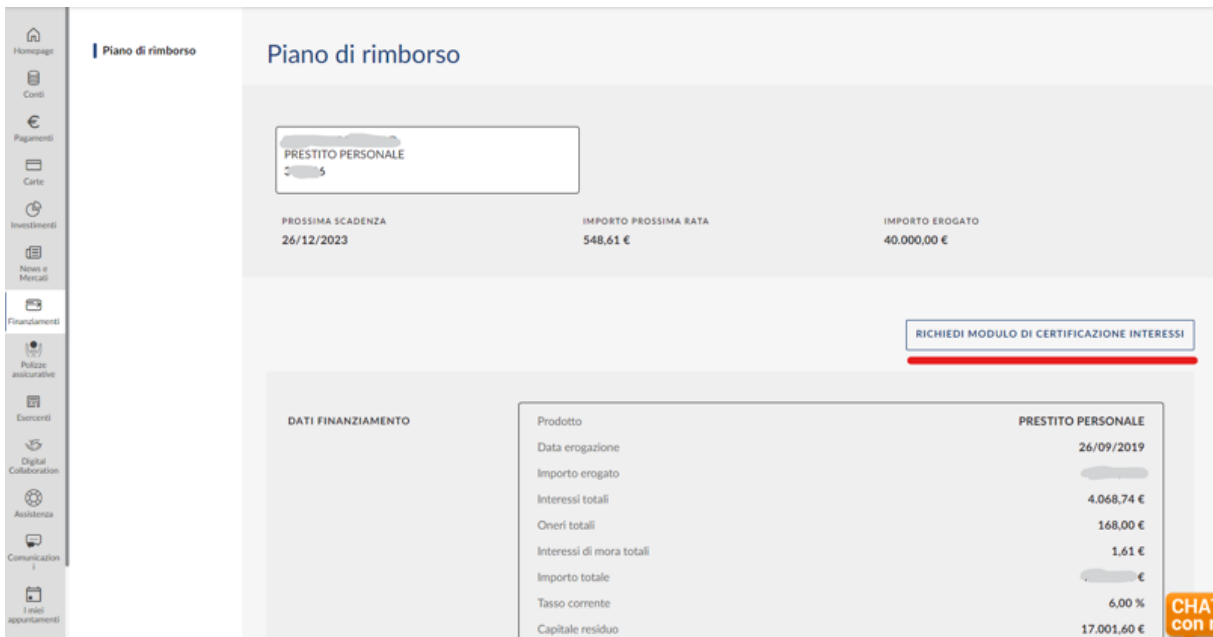 Homepage
Conti
Pagamenti
Carte
Investimenti
News e
Mercati
Finanziamenti
Polizze
assicurative
Esercenti
Digital
Collaboration
Assistenza
Comunicazion
i
I miei
appuntamenti
Piano di rimborso
Piano di rimborso
PRESTITO PERSONALE
PROSSIMA SCADENZA
26/12/2023
IMPORTO PROSSIMA RATA
548,61 €
IMPORTO EROGATO
40.000,00 €
RICHIEDI MODULO DI CERTIFICAZIONE INTERESSI
DATI FINANZIAMENTO
Prodotto PRESTITO PERSONALE
Data erogazione 26/09/2019
Importo erogato
Interessi totali 4.068,74 €
Oneri totali 168,00 €
Interessi di mora totali 1,61 €
Importo totale €
Tasso corrente 6,00 %
Capitale residuo 17.001,60 €
CHA
con